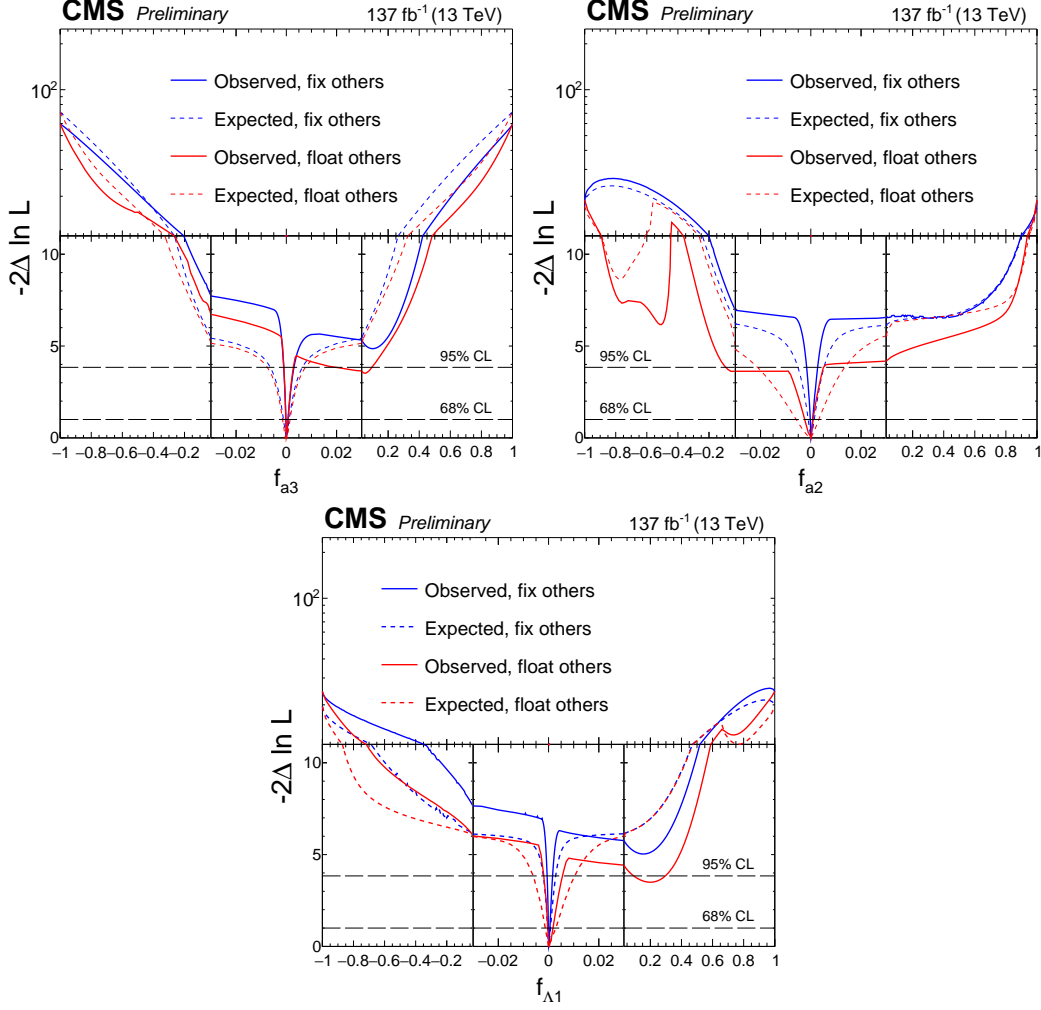 CMS Preliminary 137 fb⁻¹ (13 TeV)
10²
Observed, fix others
Expected, fix others
Observed, float others
Expected, float others
-2Δ ln L
10
5
0
95% CL
68% CL
−1 −0.8 −0.6 −0.4 −0.2 −0.02 0 0.02 0.2 0.4 0.6 0.8 1
f_a3
CMS Preliminary 137 fb⁻¹ (13 TeV)
10²
Observed, fix others
Expected, fix others
Observed, float others
Expected, float others
-2Δ ln L
10
5
0
95% CL
68% CL
−1 −0.8 −0.6 −0.4 −0.2 −0.02 0 0.02 0.2 0.4 0.6 0.8 1
f_a2
CMS Preliminary 137 fb⁻¹ (13 TeV)
10²
Observed, fix others
Expected, fix others
Observed, float others
Expected, float others
-2Δ ln L
10
5
0
95% CL
68% CL
−1 −0.8 −0.6 −0.4 −0.2 −0.02 0 0.02 0.2 0.4 0.6 0.8 1
f_Λ1